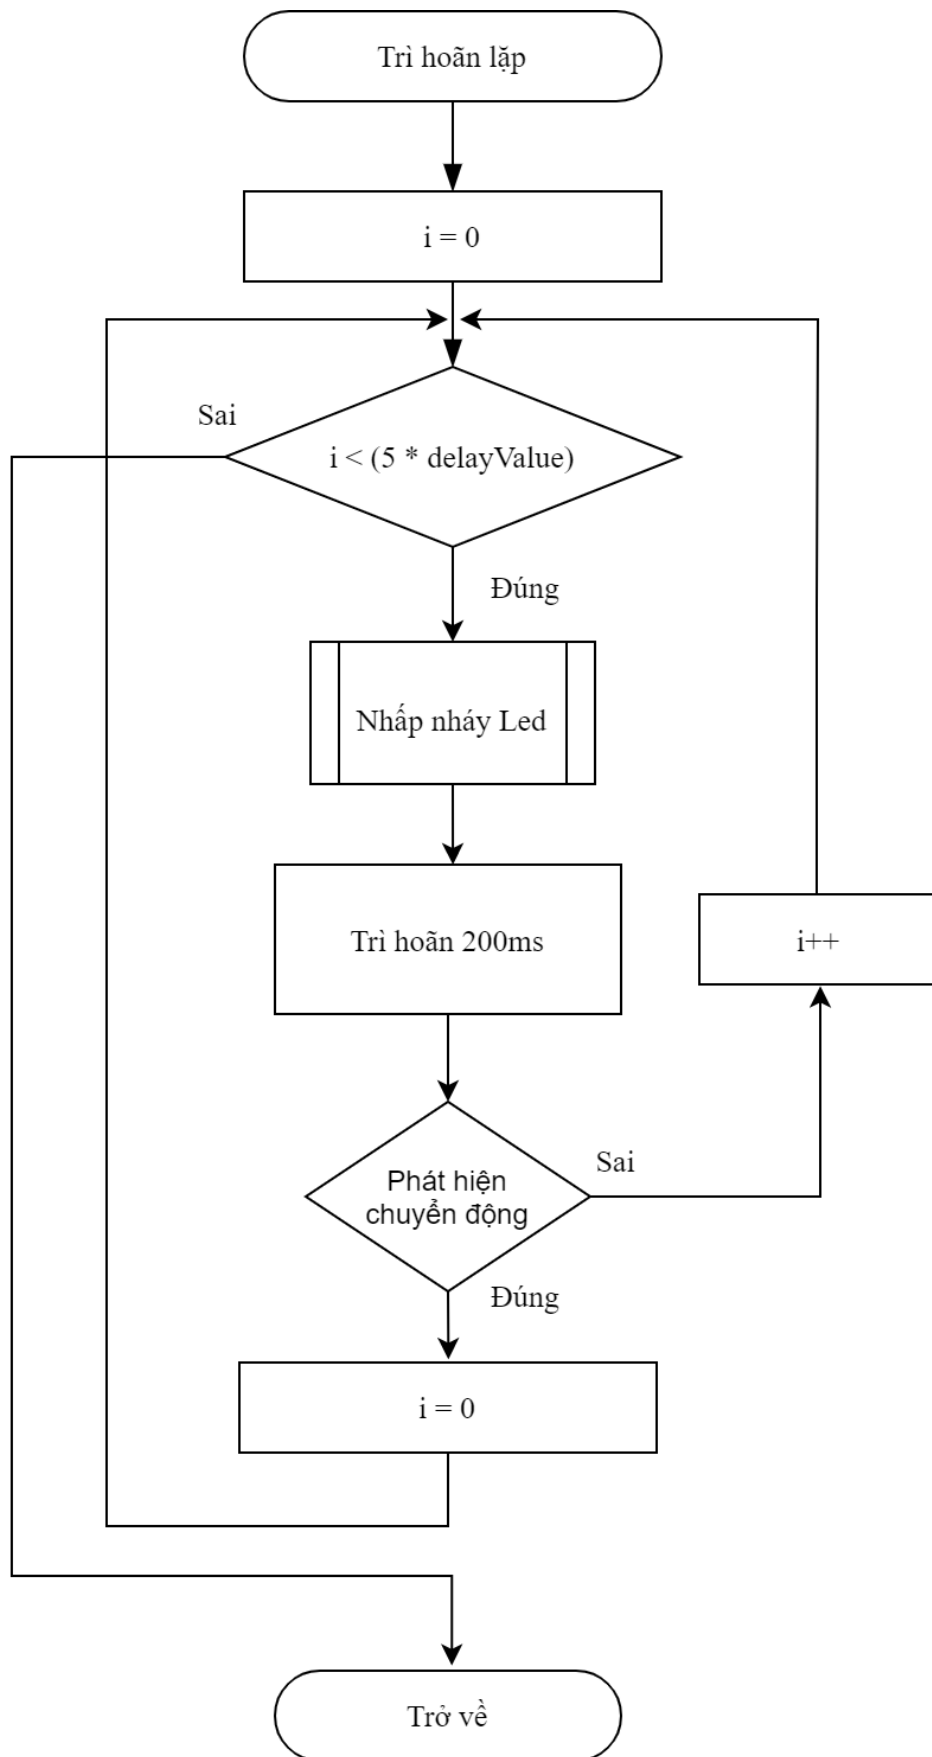 Trì hoãn lặp
i = 0
Sai
i < (5 * delayValue)
Đúng
Nhấp nháy Led
Trì hoãn 200ms
i++
Phát hiện
chuyển động
Sai
Đúng
i = 0
Trở về